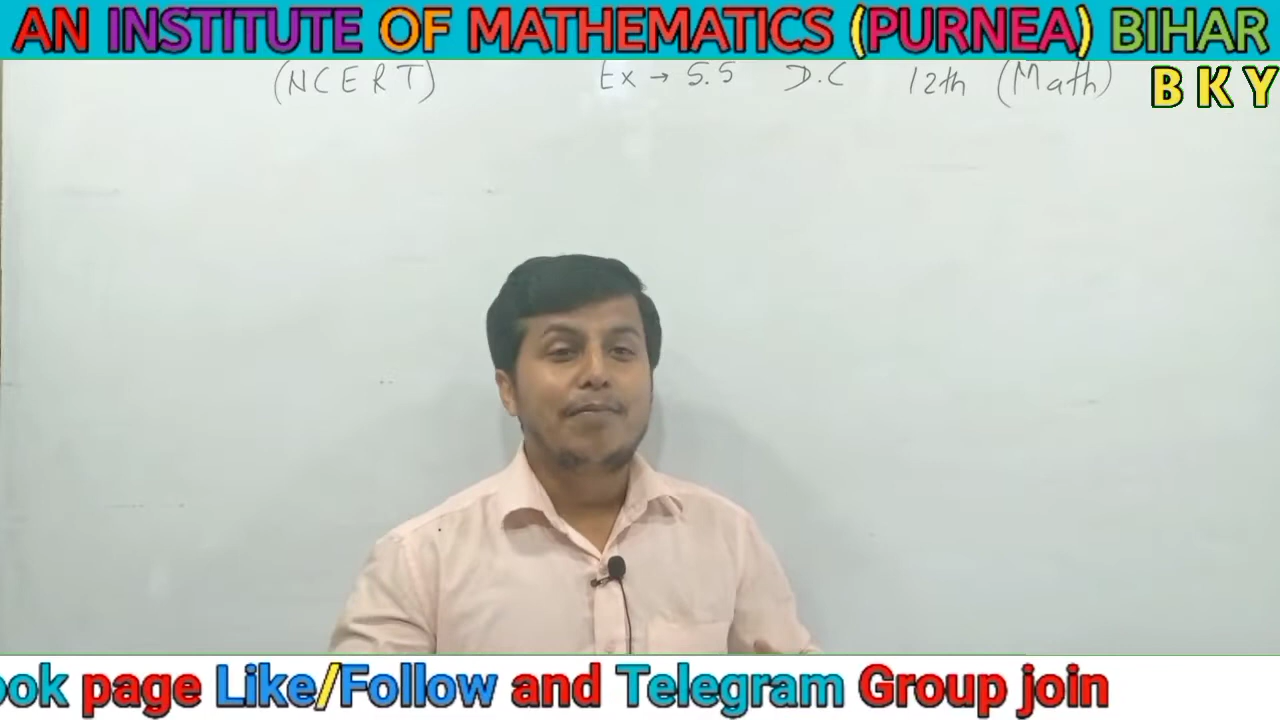 AN INSTITUTE OF MATHEMATICS (PURNEA) BIHAR
(NCERT) Ex → 5.5 D.C 12th (Math)
B K Y
ook page Like/Follow and Telegram Group join